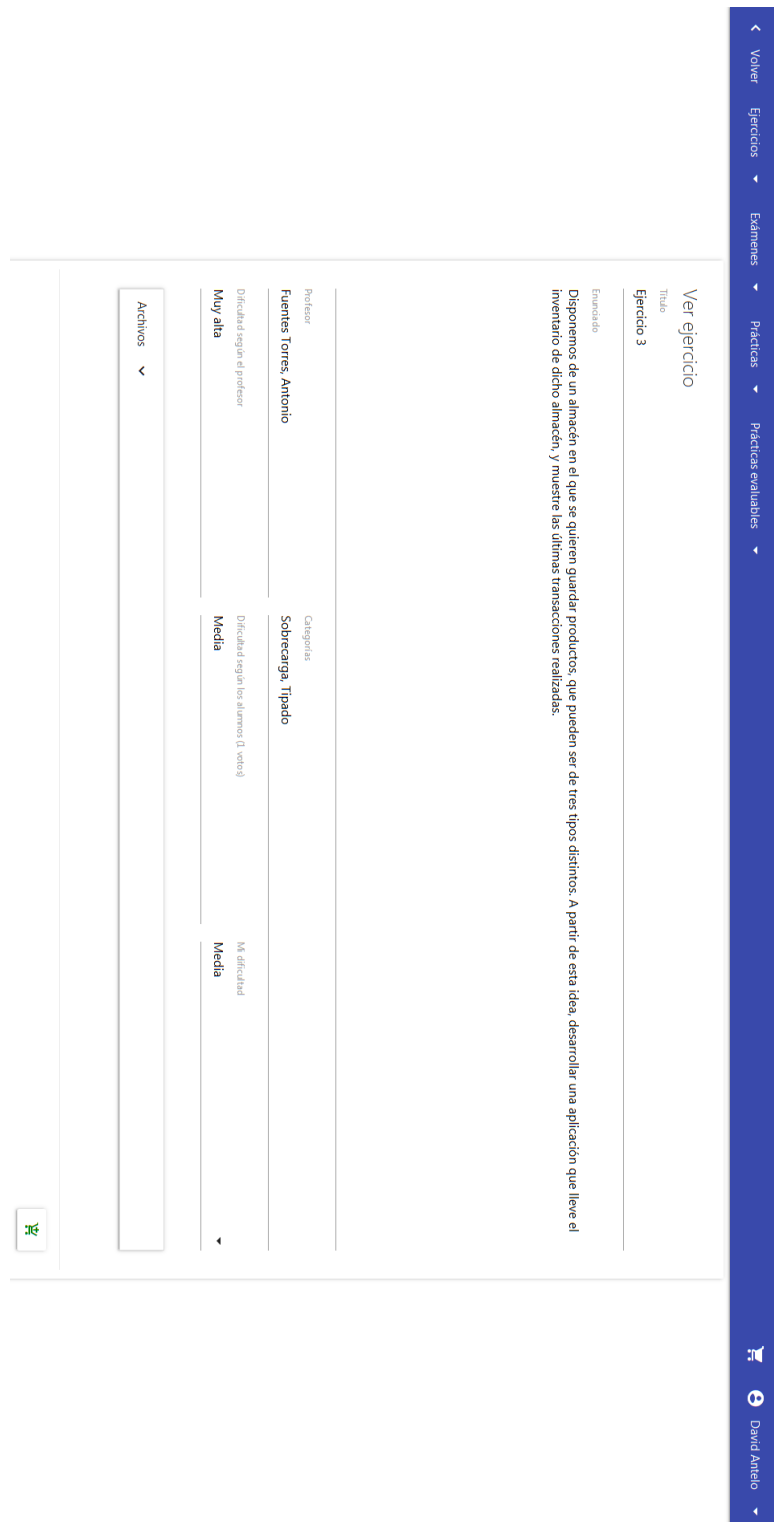 Volver Ejercicios Exámenes Prácticas Prácticas evaluables David Antelo
Ver ejercicio
Título
Ejercicio 3
Enunciado
Disponemos de un almacén en el que se quieren guardar productos, que pueden ser de tres tipos distintos. A partir de esta idea, desarrollar una aplicación que lleve el
inventario de dicho almacén, y muestre las últimas transacciones realizadas.
Profesor Categorías
Fuentes Torres, Antonio Sobrecarga, Tipado
Dificultad según el profesor Dificultad según los alumnos (1 votos) Mi dificultad
Muy alta Media Media
Archivos